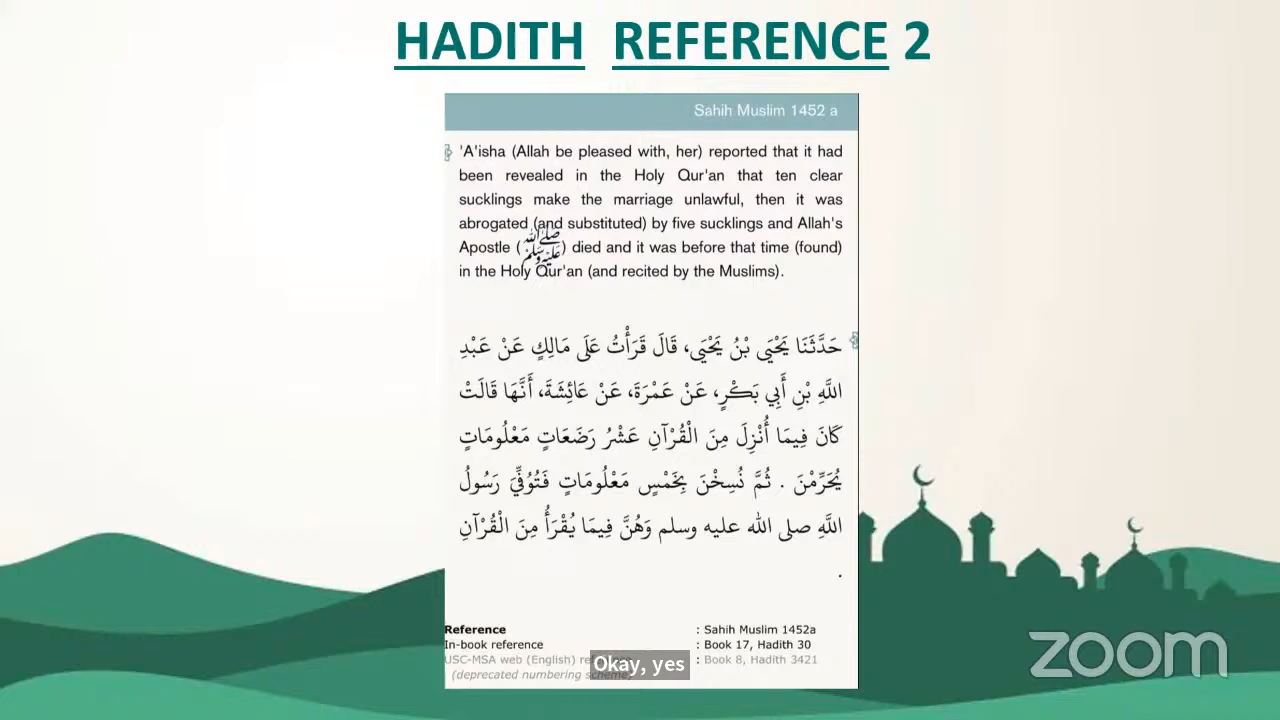 HADITH REFERENCE 2
Sahih Muslim 1452 a
'A'isha (Allah be pleased with, her) reported that it had
been revealed in the Holy Qur'an that ten clear
sucklings make the marriage unlawful, then it was
abrogated (and substituted) by five sucklings and Allah's
Apostle (ﷺ) died and it was before that time (found)
in the Holy Qur'an (and recited by the Muslims).
حَدَّثَنَا يَحْيَى بْنُ يَحْيَى، قَالَ قَرَأْتُ عَلَى مَالِكٍ عَنْ عَبْدِ
اللَّهِ بْنِ أَبِي بَكْرٍ، عَنْ عَمْرَةَ، عَنْ عَائِشَةَ، أَنَّهَا قَالَتْ
كَانَ فِيمَا أُنْزِلَ مِنَ الْقُرْآنِ عَشْرُ رَضَعَاتٍ مَعْلُومَاتٍ
يُحَرِّمْنَ . ثُمَّ نُسِخْنَ بِخَمْسٍ مَعْلُومَاتٍ فَتُوُفِّيَ رَسُولُ
اللَّهِ صلى الله عليه وسلم وَهُنَّ فِيمَا يُقْرَأُ مِنَ الْقُرْآنِ
.
Reference : Sahih Muslim 1452a
In-book reference : Book 17, Hadith 30
USC-MSA web (English) : Book 8, Hadith 3421
(deprecated numbering scheme)
Okay, yes
zoom